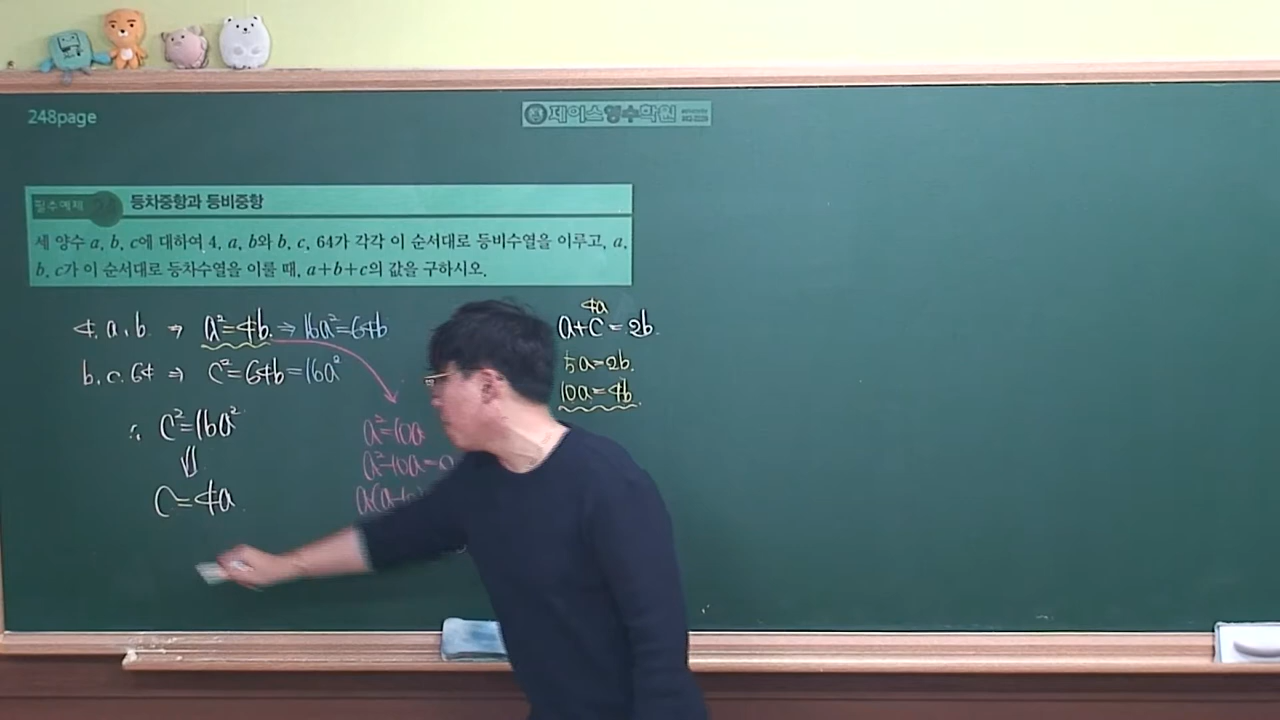 248page
제이스영수학원
필수예제
등차중항과 등비중항
세 양수 a, b, c에 대하여 4, a, b와 b, c, 64가 각각 이 순서대로 등비수열을 이루고, a,
b, c가 이 순서대로 등차수열을 이룰 때, a+b+c의 값을 구하시오.
4. a. b. ⇒ a²=4b. ⇒ 16a²=64b
b. c. 64 ⇒ c²=64b=16a²
∴ c²=16a²
⇓
c=4a
a²=10a
a²-10a=0
a(a-10)
4a
a+c=2b.
5a=2b.
10a=4b.